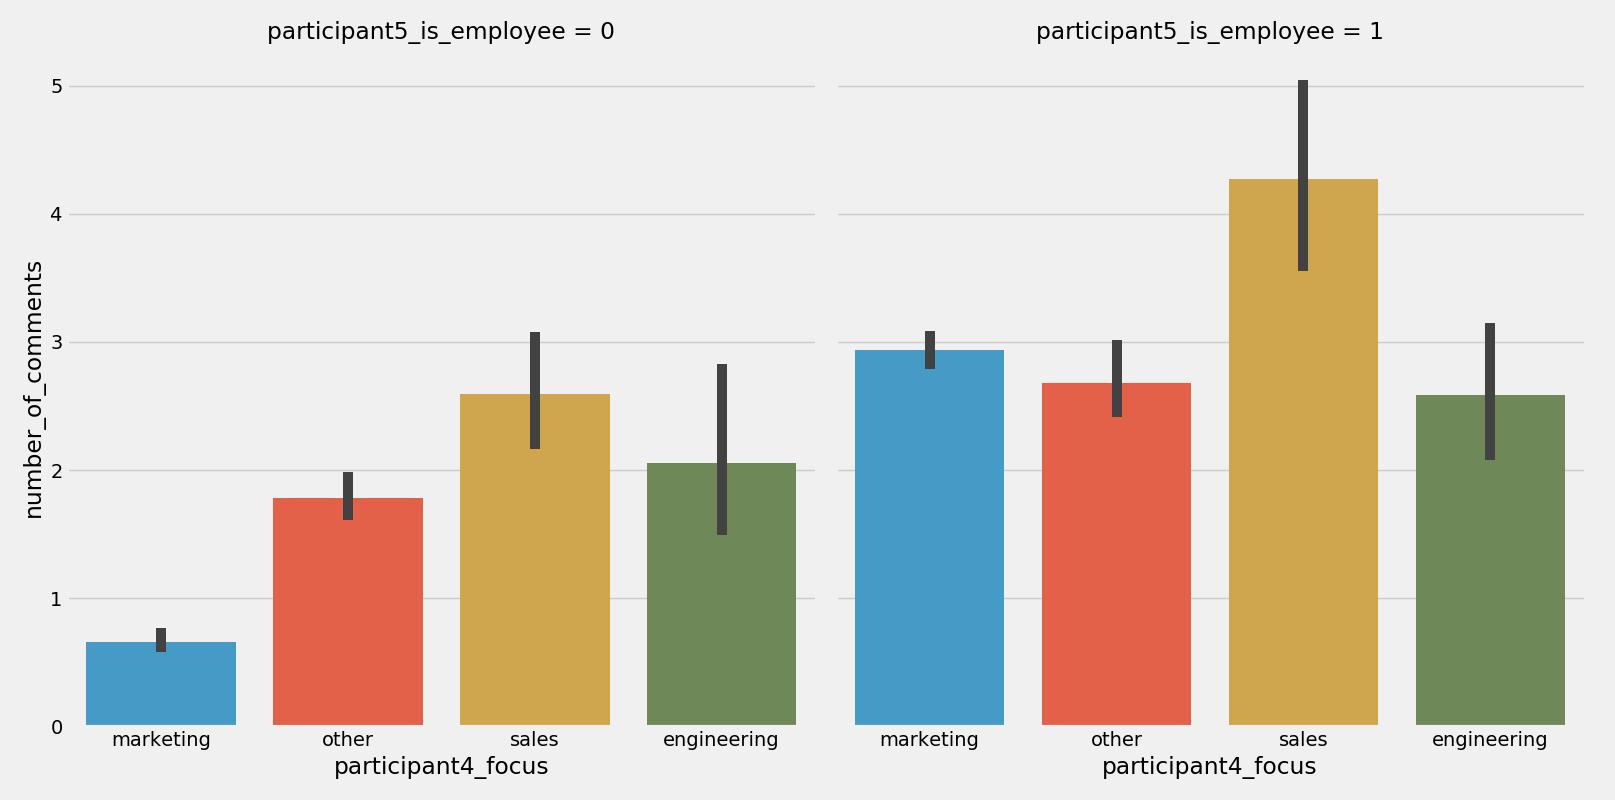 participant5_is_employee = 0
participant5_is_employee = 1
number_of_comments
5
4
3
2
1
0
marketing other sales engineering
marketing other sales engineering
participant4_focus
participant4_focus